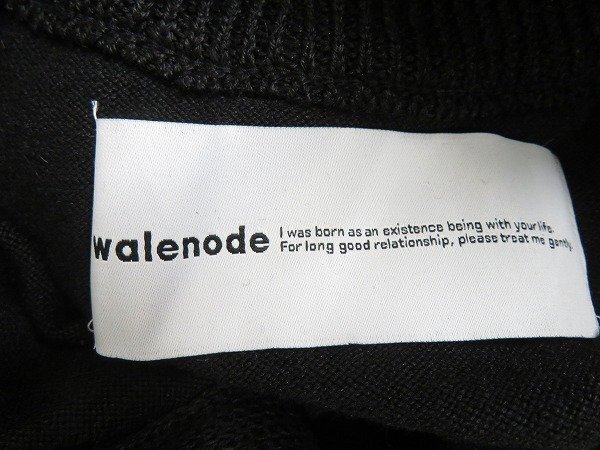 walenode
I was born as an existence being with your life.
For long good relationship, please treat me gently.